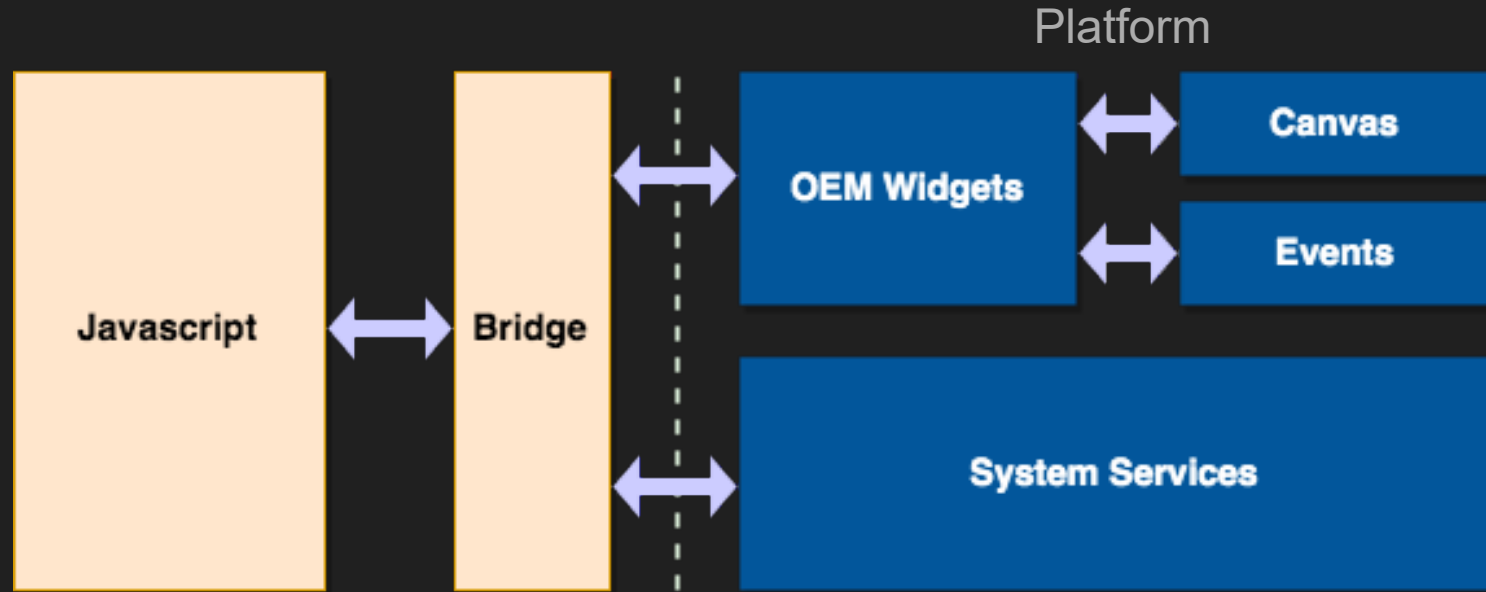 Platform
Javascript
Bridge
OEM Widgets
Canvas
Events
System Services